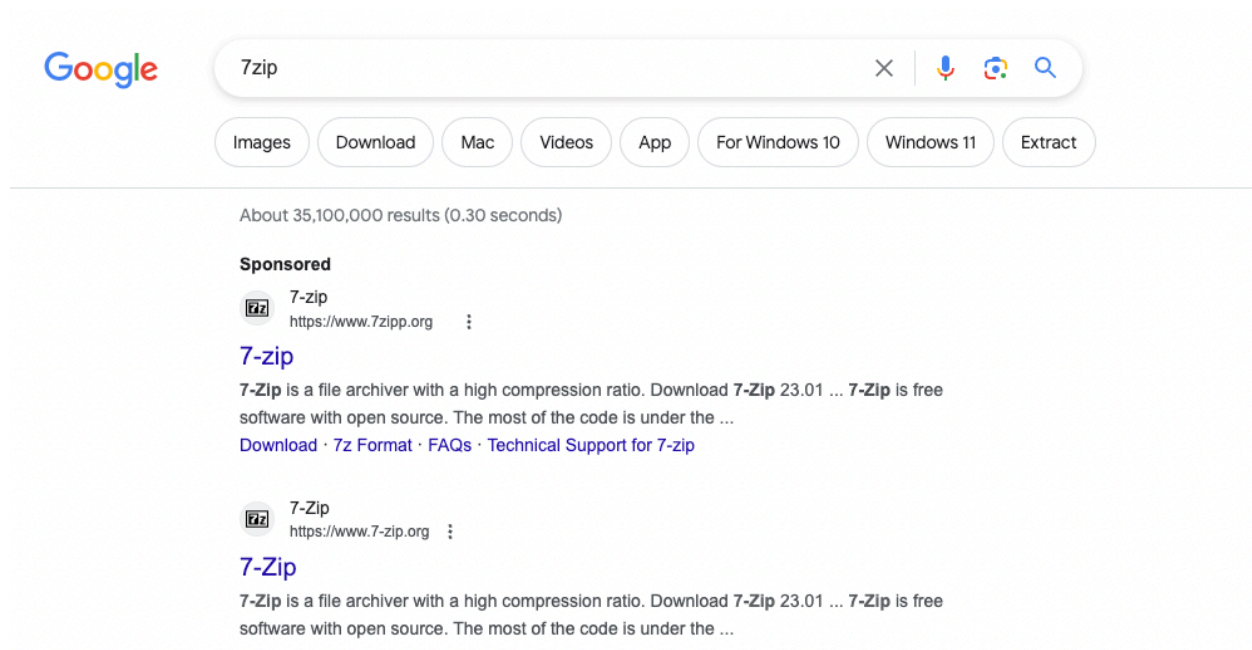 Google
7zip
Images Download Mac Videos App For Windows 10 Windows 11 Extract
About 35,100,000 results (0.30 seconds)
Sponsored
7z
7-zip
https://www.7zipp.org
7-zip
7-Zip is a file archiver with a high compression ratio. Download 7-Zip 23.01 ... 7-Zip is free
software with open source. The most of the code is under the ...
Download · 7z Format · FAQs · Technical Support for 7-zip
7z
7-Zip
https://www.7-zip.org
7-Zip
7-Zip is a file archiver with a high compression ratio. Download 7-Zip 23.01 ... 7-Zip is free
software with open source. The most of the code is under the ...